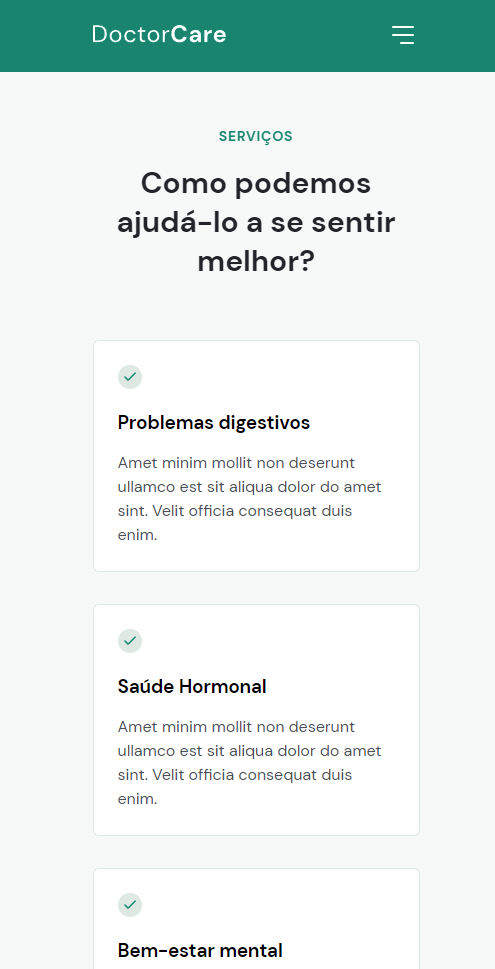 DoctorCare
SERVIÇOS
Como podemos
ajudá-lo a se sentir
melhor?
Problemas digestivos
Amet minim mollit non deserunt
ullamco est sit aliqua dolor do amet
sint. Velit officia consequat duis
enim.
Saúde Hormonal
Amet minim mollit non deserunt
ullamco est sit aliqua dolor do amet
sint. Velit officia consequat duis
enim.
Bem-estar mental